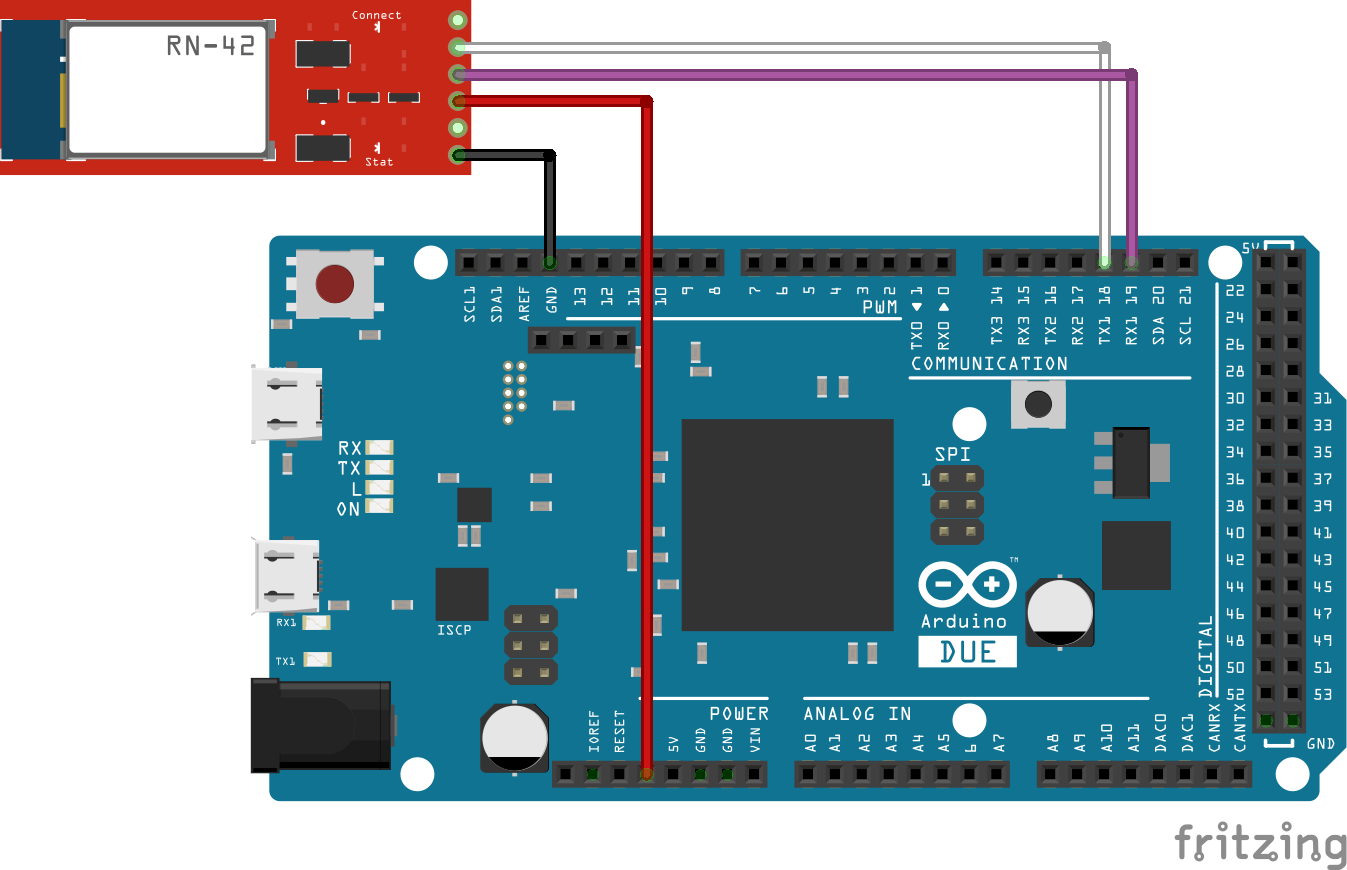 Connect
RN-42
Stat
5V
SCL1 SDA1 AREF GND 13 12 11 10 9 8
7 6 5 4 3 2 TX0 ◄ 1 RX0 ► 0
TX3 14 RX3 15 TX2 16 RX2 17 TX1 18 RX1 19 SDA 20 SCL 21
PWM
COMMUNICATION
22
24
26
28
30 31
32 33
34 35
36 37
38 39
40 41
42 43
44 45
46 47
48 49
50 51
52 53
DIGITAL
RX
TX
L
ON
SPI
1
TM
Arduino
DUE
ISCP
RX1
TX1
POWER
ANALOG IN
IOREF RESET 5V GND GND VIN
A0 A1 A2 A3 A4 A5 6 A7
A8 A9 A10 A11 DAC0 DAC1 CANRX CANTX
GND
fritzing